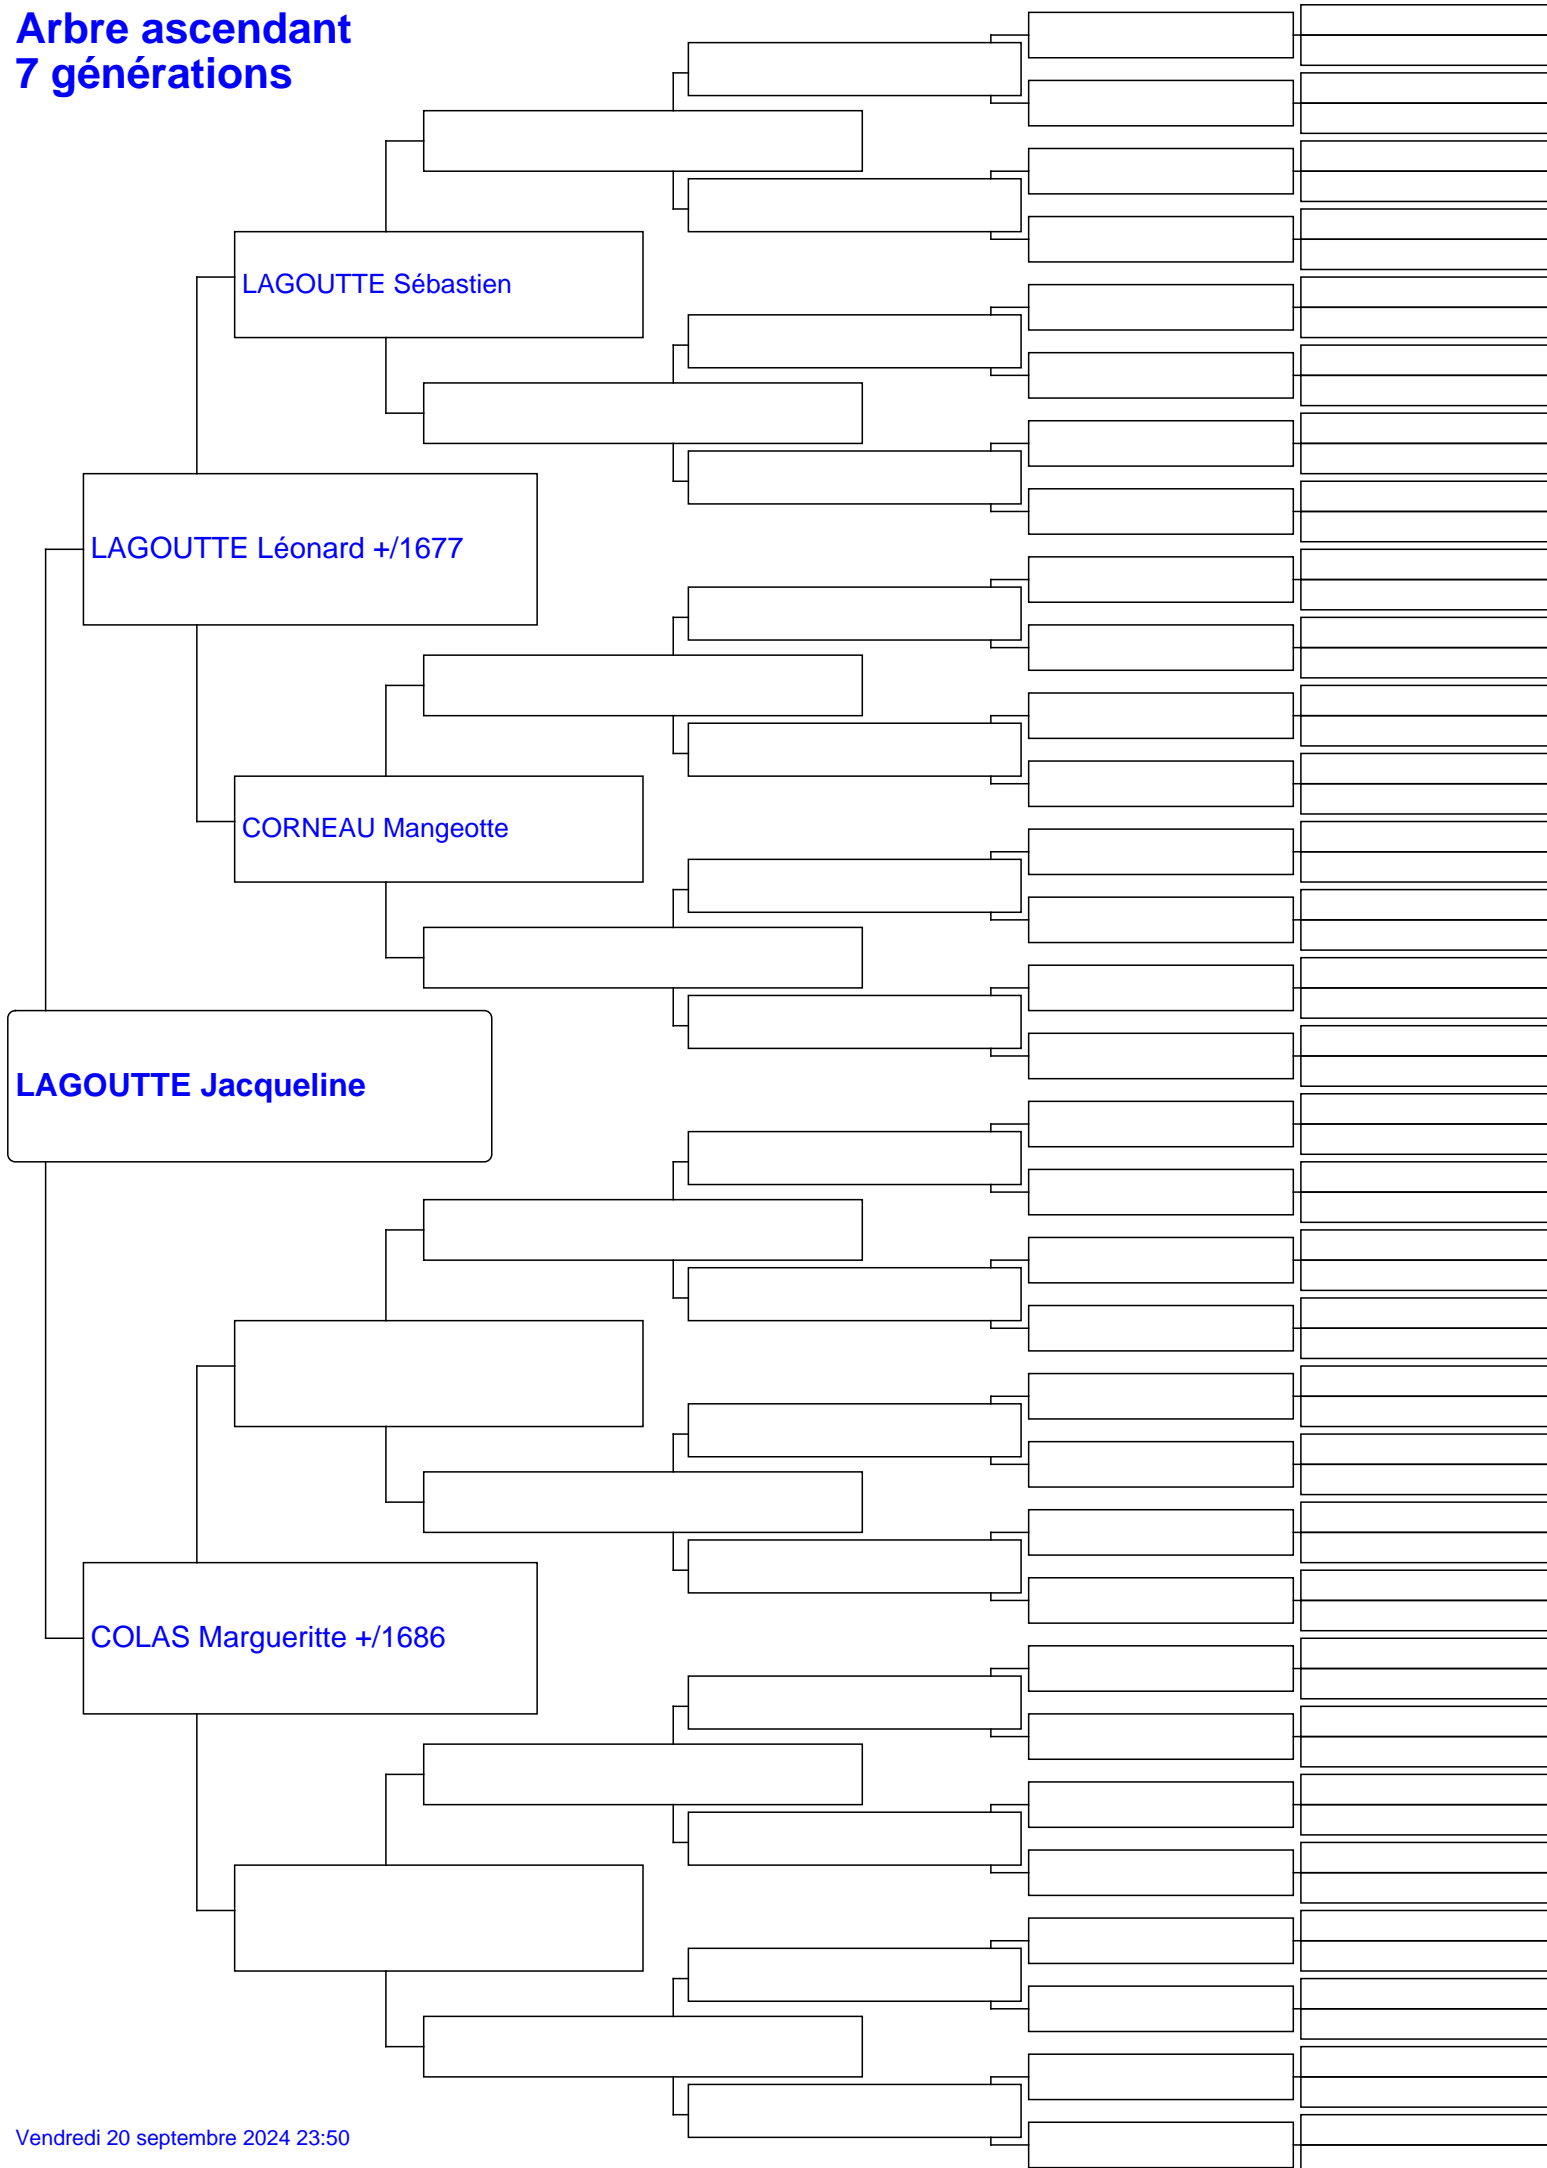 Arbre ascendant
7 générations
LAGOUTTE Sébastien
LAGOUTTE Léonard +/1677
CORNEAU Mangeotte
LAGOUTTE Jacqueline
COLAS Margueritte +/1686
Vendredi 20 septembre 2024 23:50